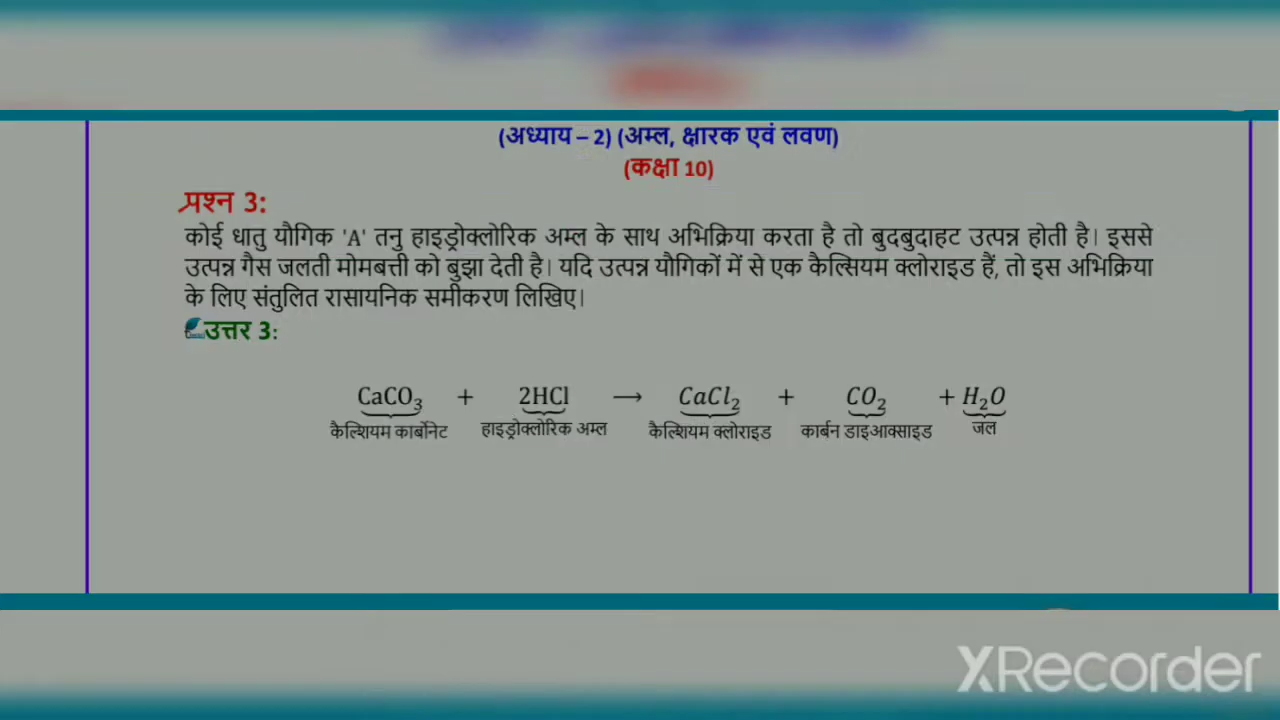 (अध्याय – 2) (अम्ल, क्षारक एवं लवण)
(कक्षा 10)
प्रश्न 3:
कोई धातु यौगिक 'A' तनु हाइड्रोक्लोरिक अम्ल के साथ अभिक्रिया करता है तो बुदबुदाहट उत्पन्न होती है। इससे
उत्पन्न गैस जलती मोमबत्ती को बुझा देती है। यदि उत्पन्न यौगिकों में से एक कैल्सियम क्लोराइड हैं, तो इस अभिक्रिया
के लिए संतुलित रासायनिक समीकरण लिखिए।
उत्तर 3:
CaCO₃ + 2HCl ⟶ CaCl₂ + CO₂ + H₂O
कैल्शियम कार्बोनेट हाइड्रोक्लोरिक अम्ल कैल्शियम क्लोराइड कार्बन डाइआक्साइड जल
XRecorder